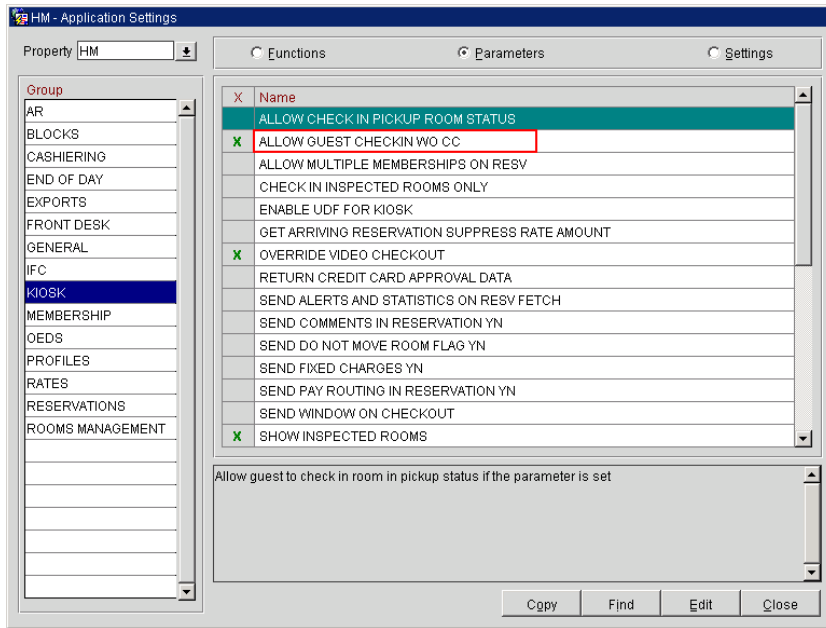 HM - Application Settings
Property HM
Functions Parameters Settings
Group
AR
BLOCKS
CASHIERING
END OF DAY
EXPORTS
FRONT DESK
GENERAL
IFC
KIOSK
MEMBERSHIP
OEDS
PROFILES
RATES
RESERVATIONS
ROOMS MANAGEMENT
X Name
ALLOW CHECK IN PICKUP ROOM STATUS
X ALLOW GUEST CHECKIN WO CC
ALLOW MULTIPLE MEMBERSHIPS ON RESV
CHECK IN INSPECTED ROOMS ONLY
ENABLE UDF FOR KIOSK
GET ARRIVING RESERVATION SUPPRESS RATE AMOUNT
X OVERRIDE VIDEO CHECKOUT
RETURN CREDIT CARD APPROVAL DATA
SEND ALERTS AND STATISTICS ON RESV FETCH
SEND COMMENTS IN RESERVATION YN
SEND DO NOT MOVE ROOM FLAG YN
SEND FIXED CHARGES YN
SEND PAY ROUTING IN RESERVATION YN
SEND WINDOW ON CHECKOUT
X SHOW INSPECTED ROOMS
Allow guest to check in room in pickup status if the parameter is set
Copy Find Edit Close